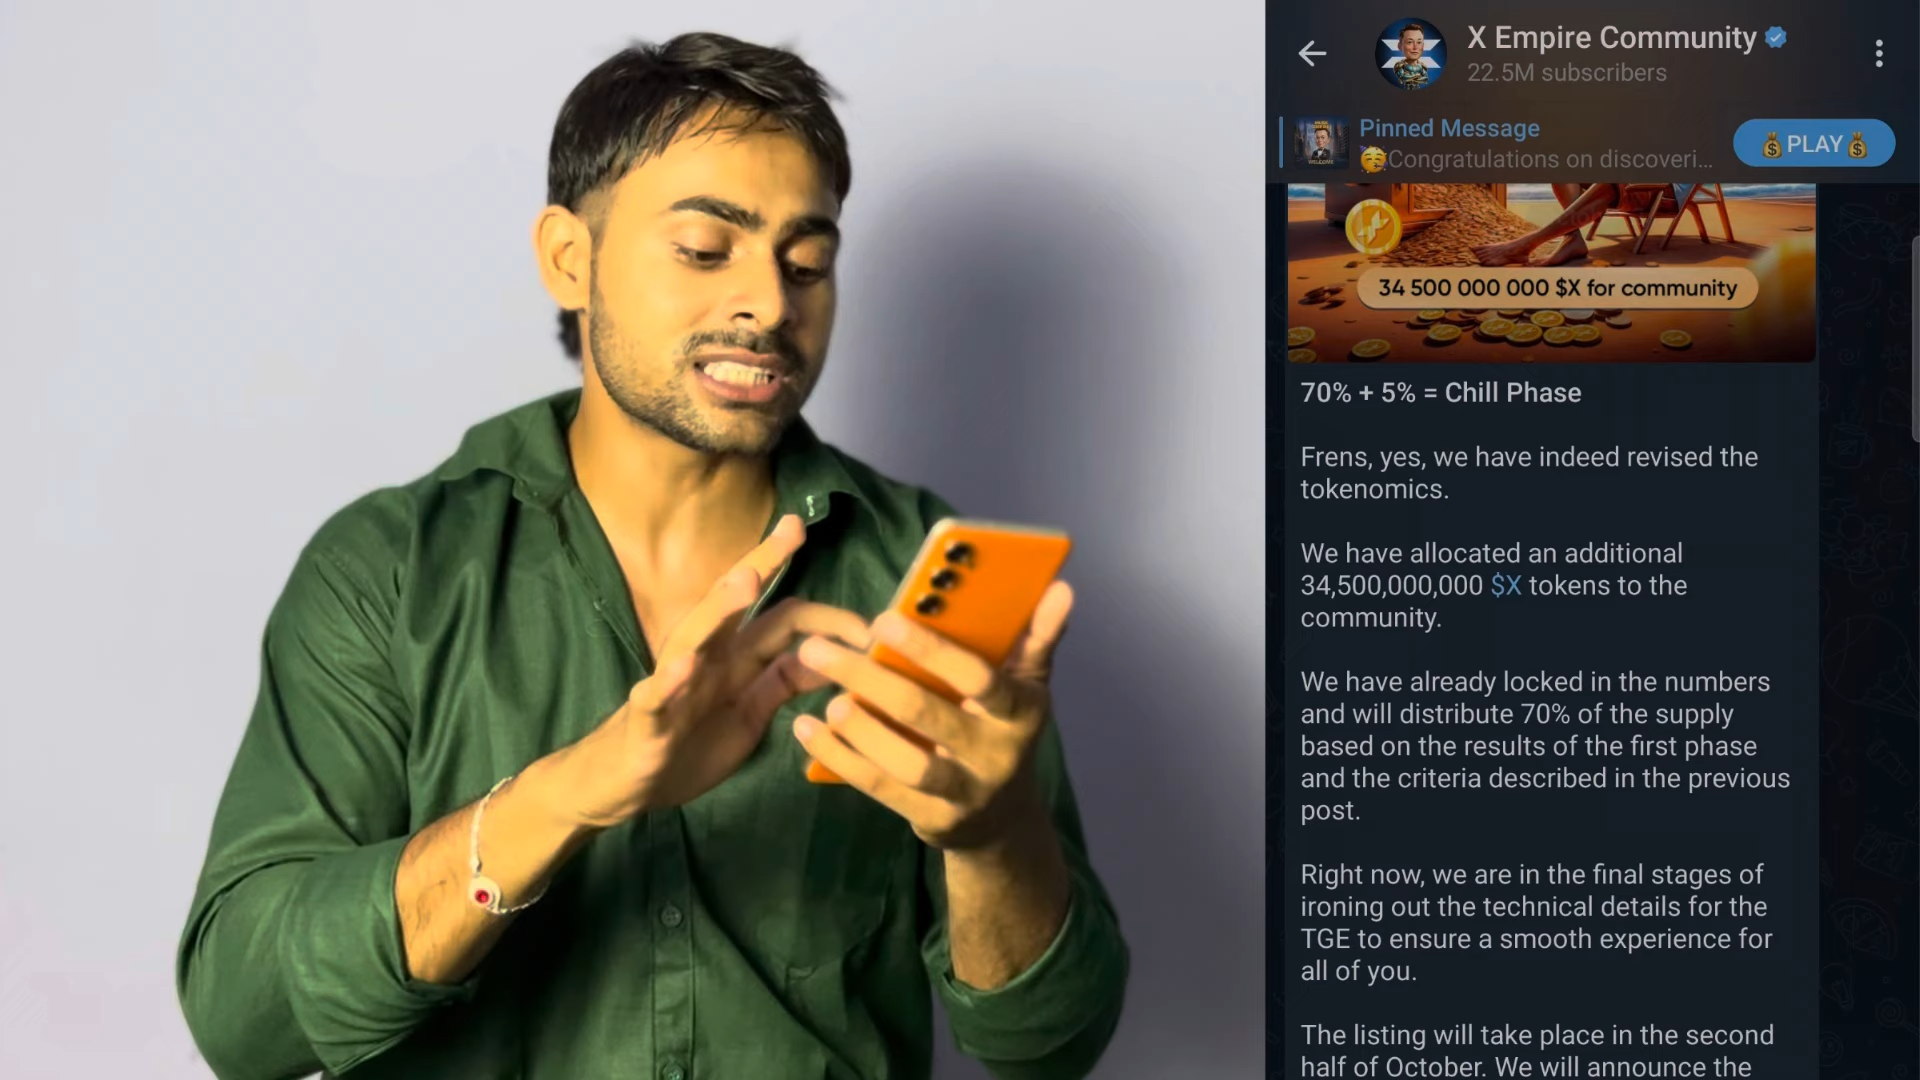 X Empire Community
22.5M subscribers
Pinned Message
🥳Congratulations on discoveri...
💰PLAY💰
34 500 000 000 $X for community
70% + 5% = Chill Phase
Frens, yes, we have indeed revised the
tokenomics.
We have allocated an additional
34,500,000,000 $X tokens to the
community.
We have already locked in the numbers
and will distribute 70% of the supply
based on the results of the first phase
and the criteria described in the previous
post.
Right now, we are in the final stages of
ironing out the technical details for the
TGE to ensure a smooth experience for
all of you.
The listing will take place in the second
half of October. We will announce the